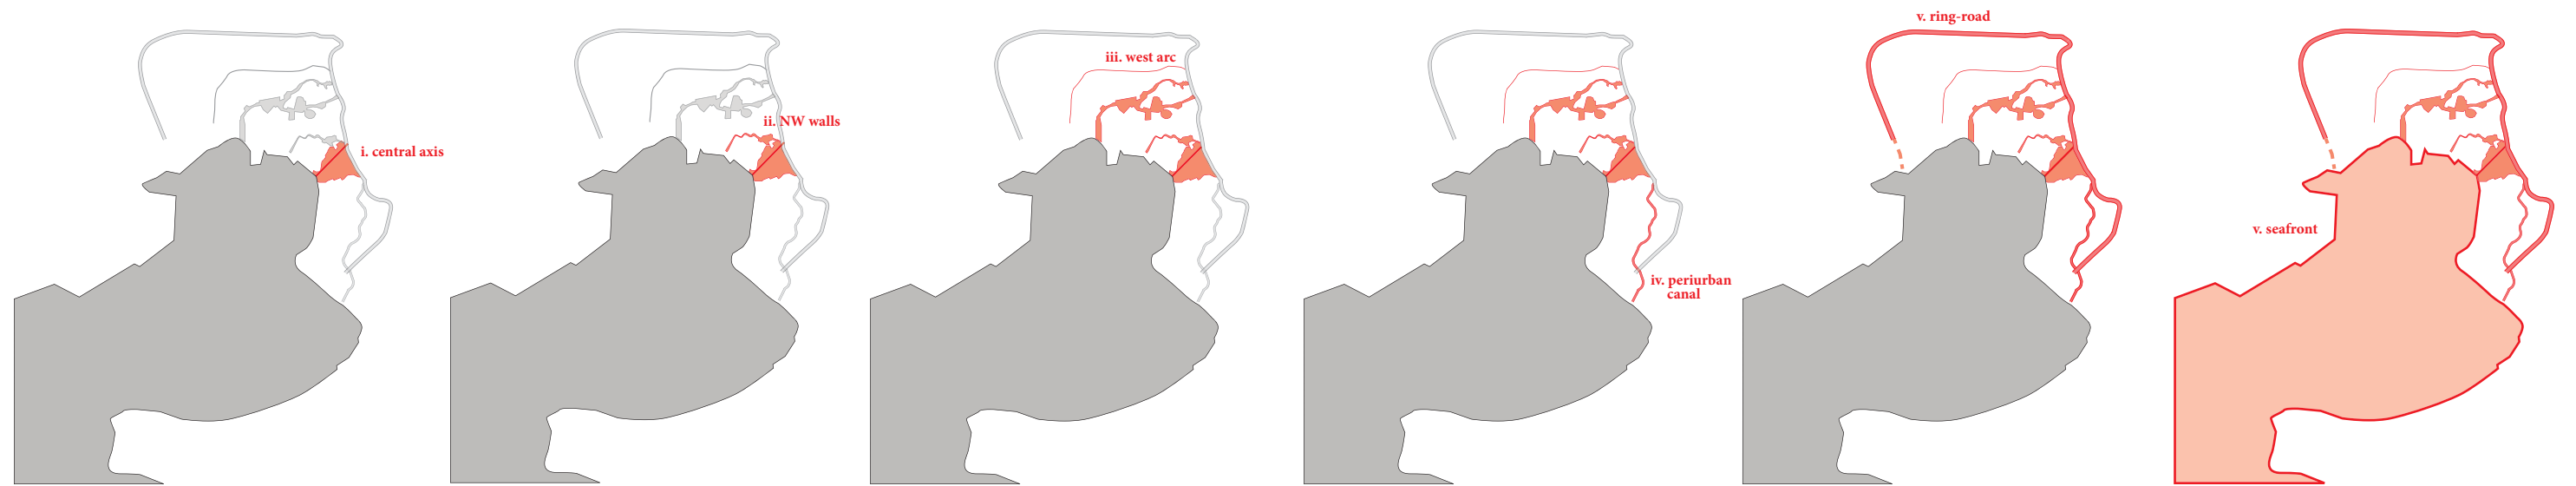 i. central axis
ii. NW walls
iii. west arc
iv. periurban
canal
v. ring-road
v. seafront